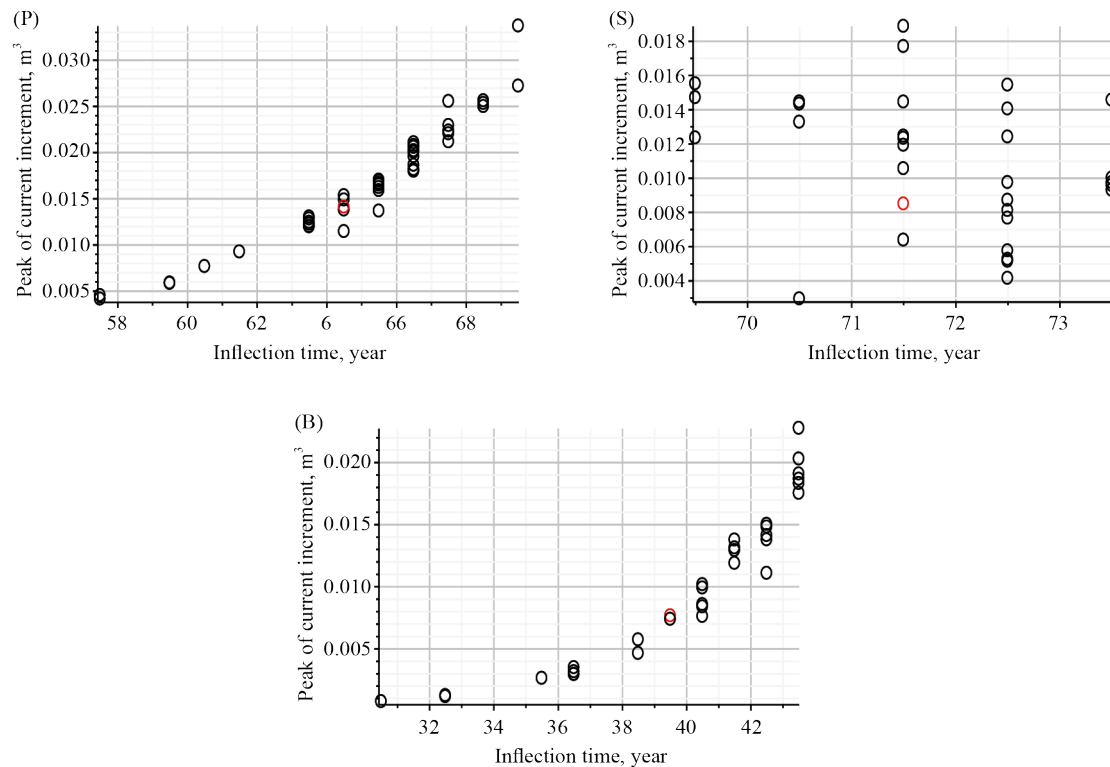 (P)
Peak of current increment, m³
0.030
0.025
0.020
0.015
0.010
0.005
58 60 62 6 66 68
Inflection time, year
(S)
Peak of current increment, m³
0.018
0.016
0.014
0.012
0.010
0.008
0.006
0.004
70 71 72 73
Inflection time, year
(B)
Peak of current increment, m³
0.020
0.015
0.010
0.005
32 34 36 38 40 42
Inflection time, year